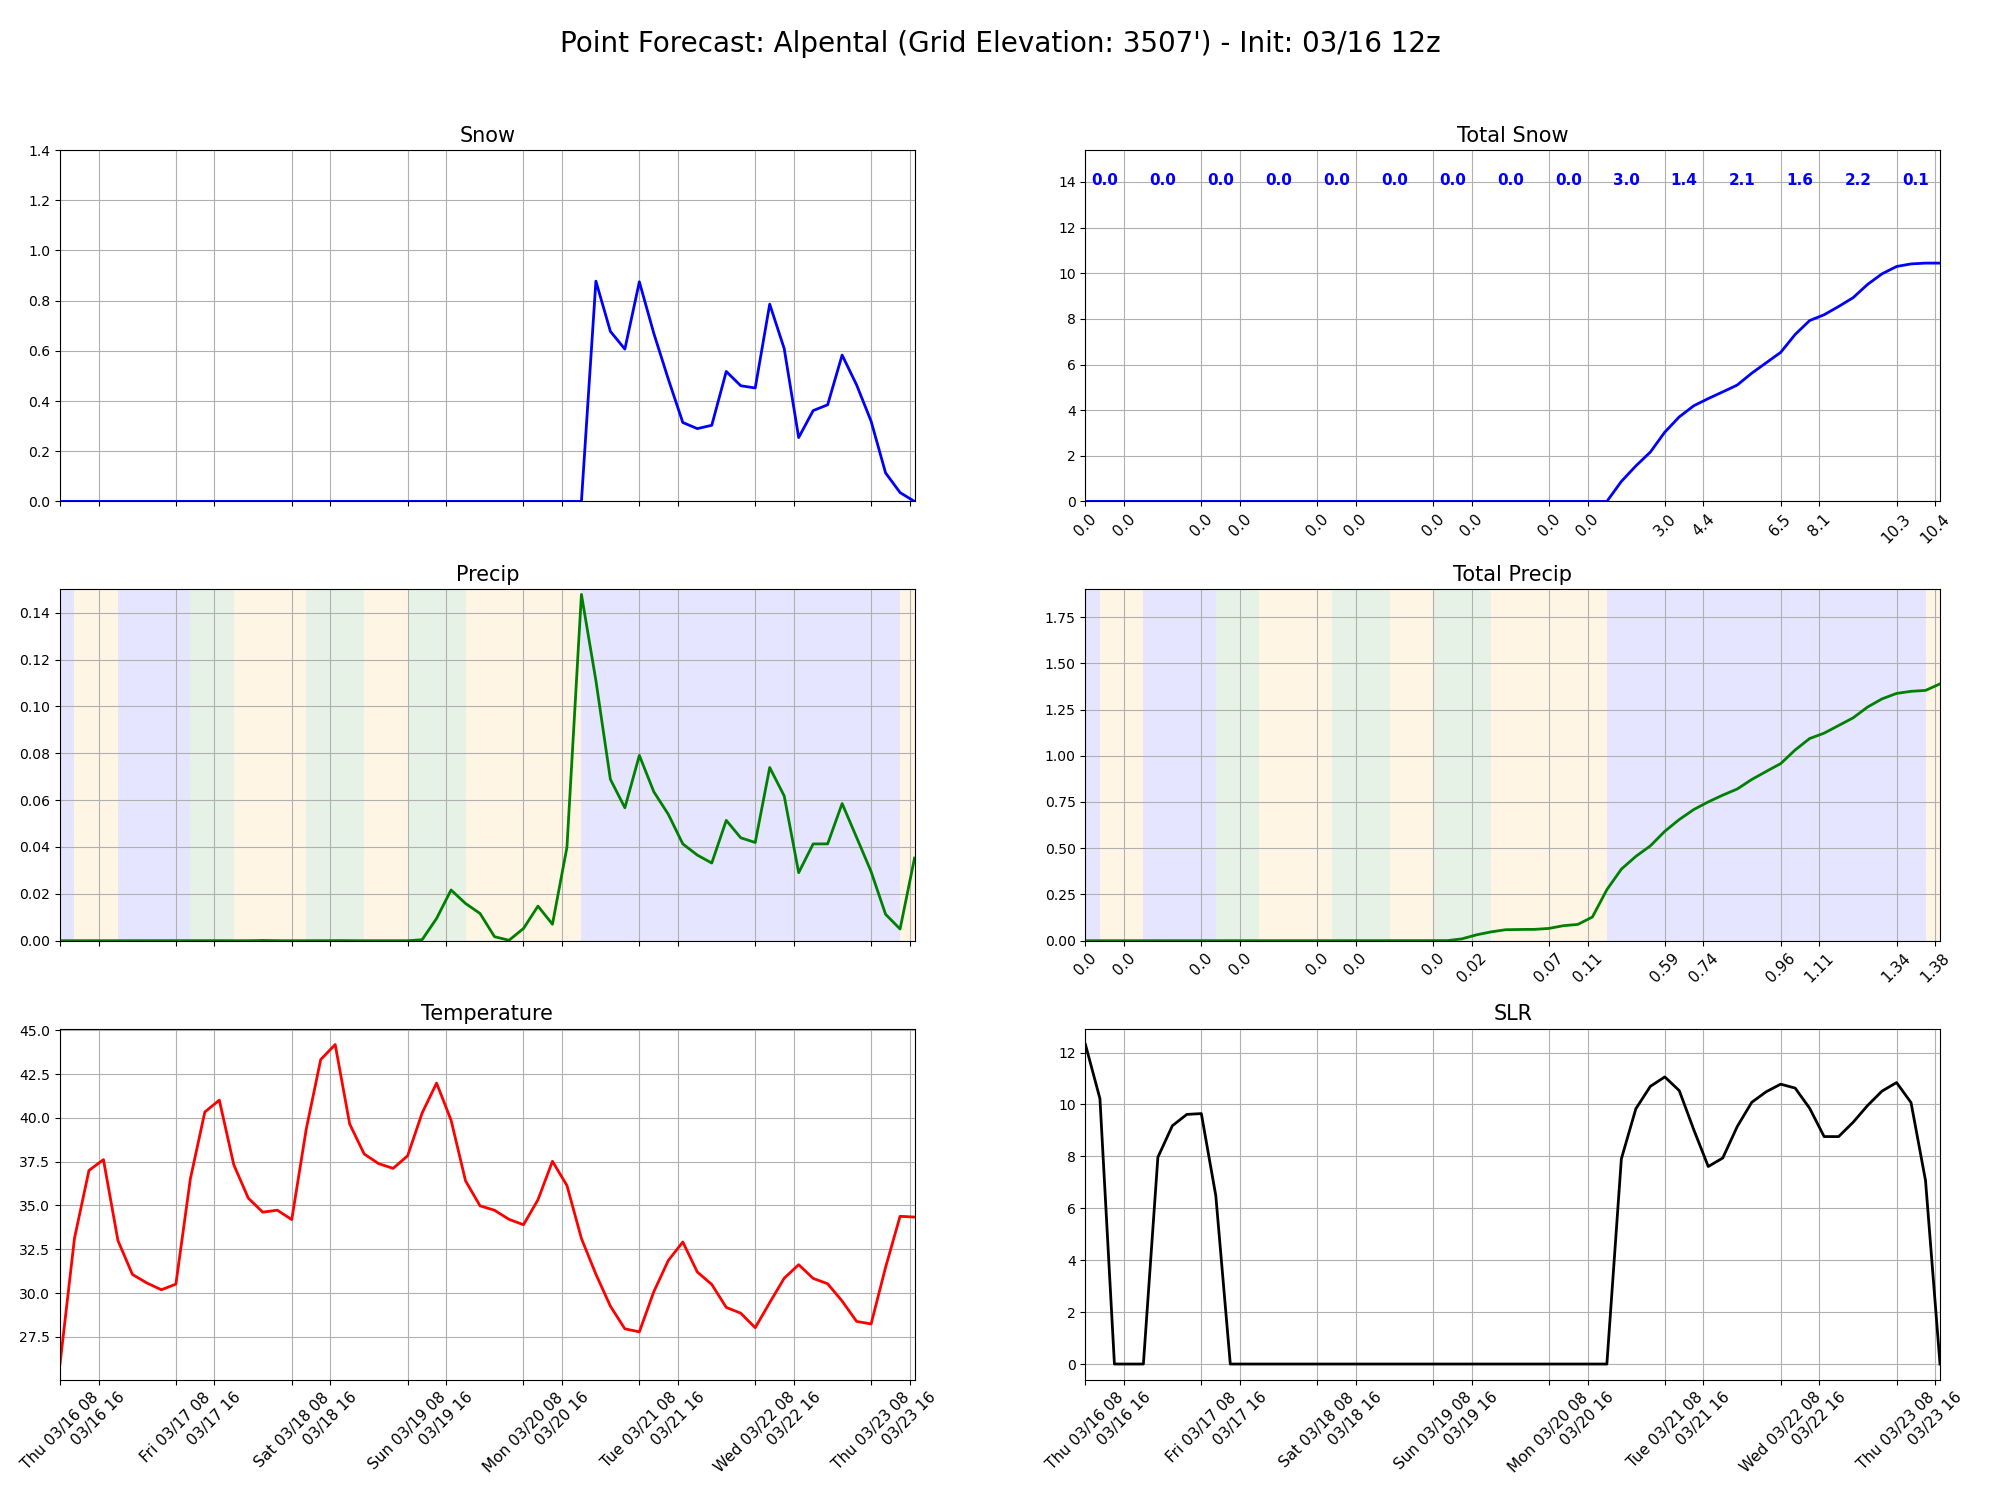 Point Forecast: Alpental (Grid Elevation: 3507') - Init: 03/16 12z
Snow
1.4
1.2
1.0
0.8
0.6
0.4
0.2
0.0
Total Snow
14
12
10
8
6
4
2
0
0.0 0.0 0.0 0.0 0.0 0.0 0.0 0.0 0.0 3.0 1.4 2.1 1.6 2.2 0.1
0.0 0.0 0.0 0.0 0.0 0.0 0.0 0.0 0.0 0.0 3.0 4.4 6.5 8.1 10.3 10.4
Precip
0.14
0.12
0.10
0.08
0.06
0.04
0.02
0.00
Total Precip
1.75
1.50
1.25
1.00
0.75
0.50
0.25
0.00
0.0 0.0 0.0 0.0 0.0 0.0 0.0 0.02 0.07 0.11 0.59 0.74 0.96 1.11 1.34 1.38
Temperature
45.0
42.5
40.0
37.5
35.0
32.5
30.0
27.5
Thu 03/16 08
03/16 16
Fri 03/17 08
03/17 16
Sat 03/18 08
03/18 16
Sun 03/19 08
03/19 16
Mon 03/20 08
03/20 16
Tue 03/21 08
03/21 16
Wed 03/22 08
03/22 16
Thu 03/23 08
03/23 16
SLR
12
10
8
6
4
2
0
Thu 03/16 08
03/16 16
Fri 03/17 08
03/17 16
Sat 03/18 08
03/18 16
Sun 03/19 08
03/19 16
Mon 03/20 08
03/20 16
Tue 03/21 08
03/21 16
Wed 03/22 08
03/22 16
Thu 03/23 08
03/23 16